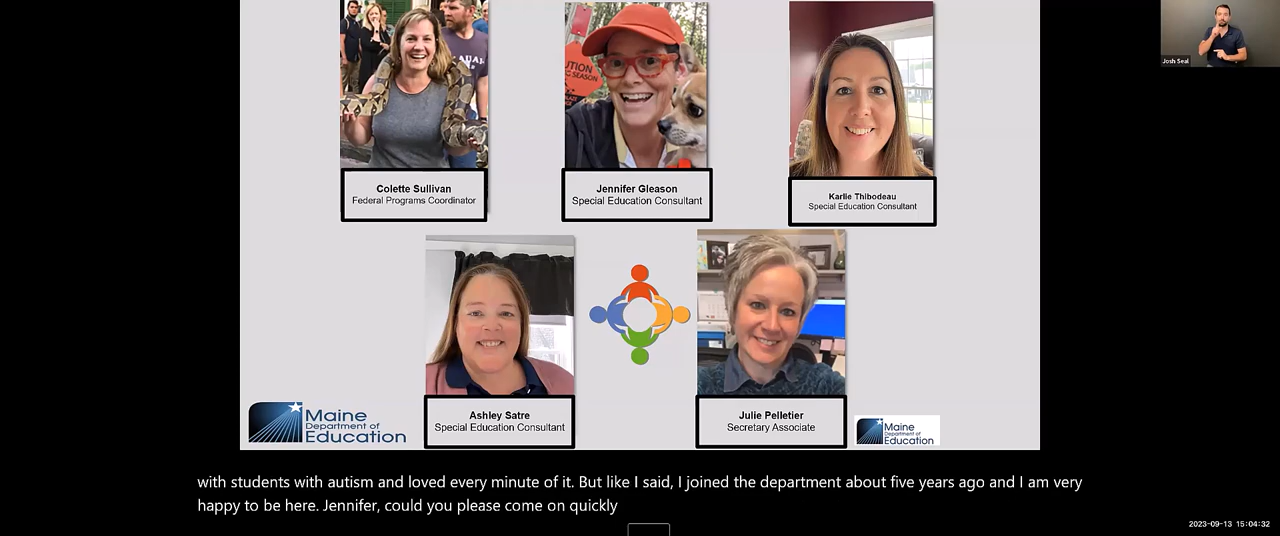 Josh Seal
UTION
C SEASON
Colette Sullivan
Federal Programs Coordinator
Jennifer Gleason
Special Education Consultant
Karlie Thibodeau
Special Education Consultant
Ashley Satre
Special Education Consultant
Julie Pelletier
Secretary Associate
Maine
Department of
Education
Maine
Department of
Education
with students with autism and loved every minute of it. But like I said, I joined the department about five years ago and I am very
happy to be here. Jennifer, could you please come on quickly
2023-09-13 15:04:32